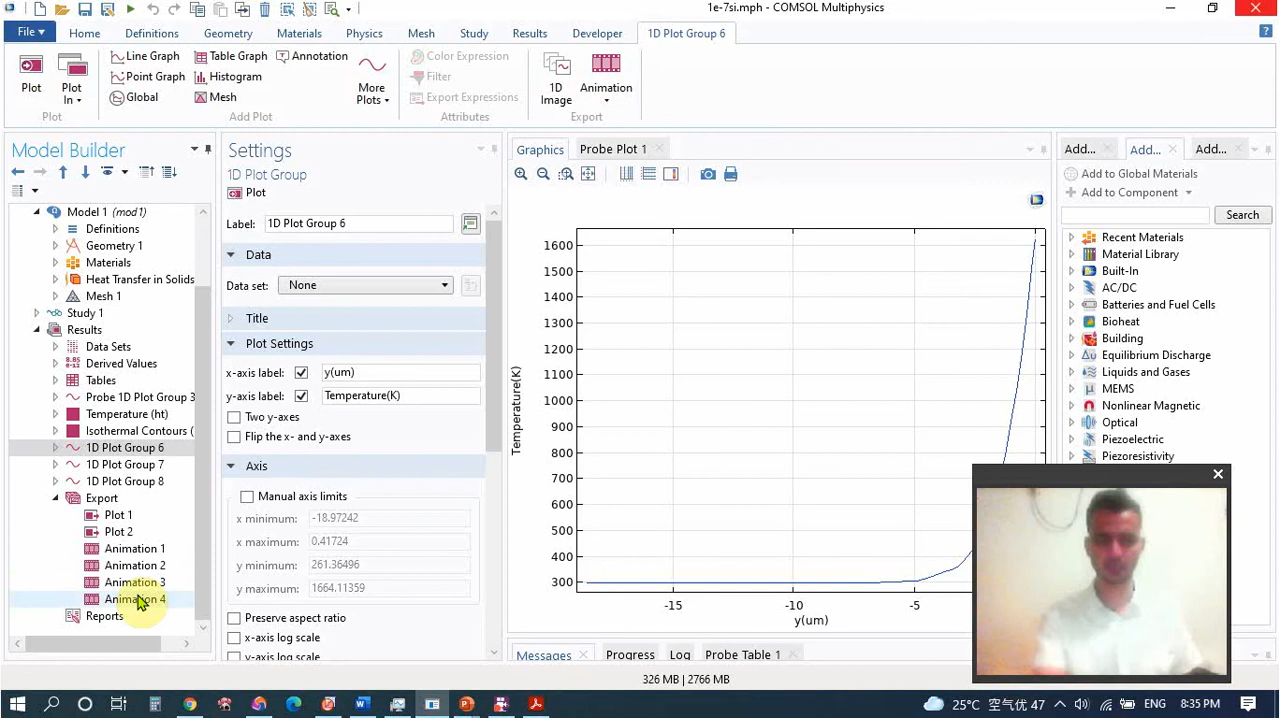 1e-7si.mph - COMSOL Multiphysics
File
Home
Definitions
Geometry
Materials
Physics
Mesh
Study
Results
Developer
1D Plot Group 6
Plot
Plot In
Plot
Line Graph
Table Graph
Annotation
Point Graph
Histogram
Global
Mesh
More Plots
Add Plot
Color Expression
Filter
Export Expressions
Attributes
1D Image
Animation
Export
Model Builder
Model 1 (mod1)
Definitions
Geometry 1
Materials
Heat Transfer in Solids
Mesh 1
Study 1
Results
Data Sets
8.85
e-12
Derived Values
Tables
Probe 1D Plot Group 3
Temperature (ht)
Isothermal Contours (
1D Plot Group 6
1D Plot Group 7
1D Plot Group 8
Export
Plot 1
Plot 2
Animation 1
Animation 2
Animation 3
Animation 4
Reports
Settings
1D Plot Group
Plot
Label: 1D Plot Group 6
Data
Data set: None
Title
Plot Settings
x-axis label: y(um)
y-axis label: Temperature(K)
Two y-axes
Flip the x- and y-axes
Axis
Manual axis limits
x minimum: -18.97242
x maximum: 0.41724
y minimum: 261.36496
y maximum: 1664.11359
Preserve aspect ratio
x-axis log scale
y-axis log scale
Graphics
Probe Plot 1
1600
1500
1400
1300
1200
1100
1000
900
800
700
600
500
400
300
Temperature(K)
-15
-10
-5
y(um)
Messages
Progress
Log
Probe Table 1
Add...
Add...
Add...
Add to Global Materials
Add to Component
Search
Recent Materials
Material Library
Built-In
AC/DC
Batteries and Fuel Cells
Bioheat
Building
Equilibrium Discharge
Liquids and Gases
MEMS
Nonlinear Magnetic
Optical
Piezoelectric
Piezoresistivity
326 MB | 2766 MB
25°C 空气优 47
ENG
8:35 PM